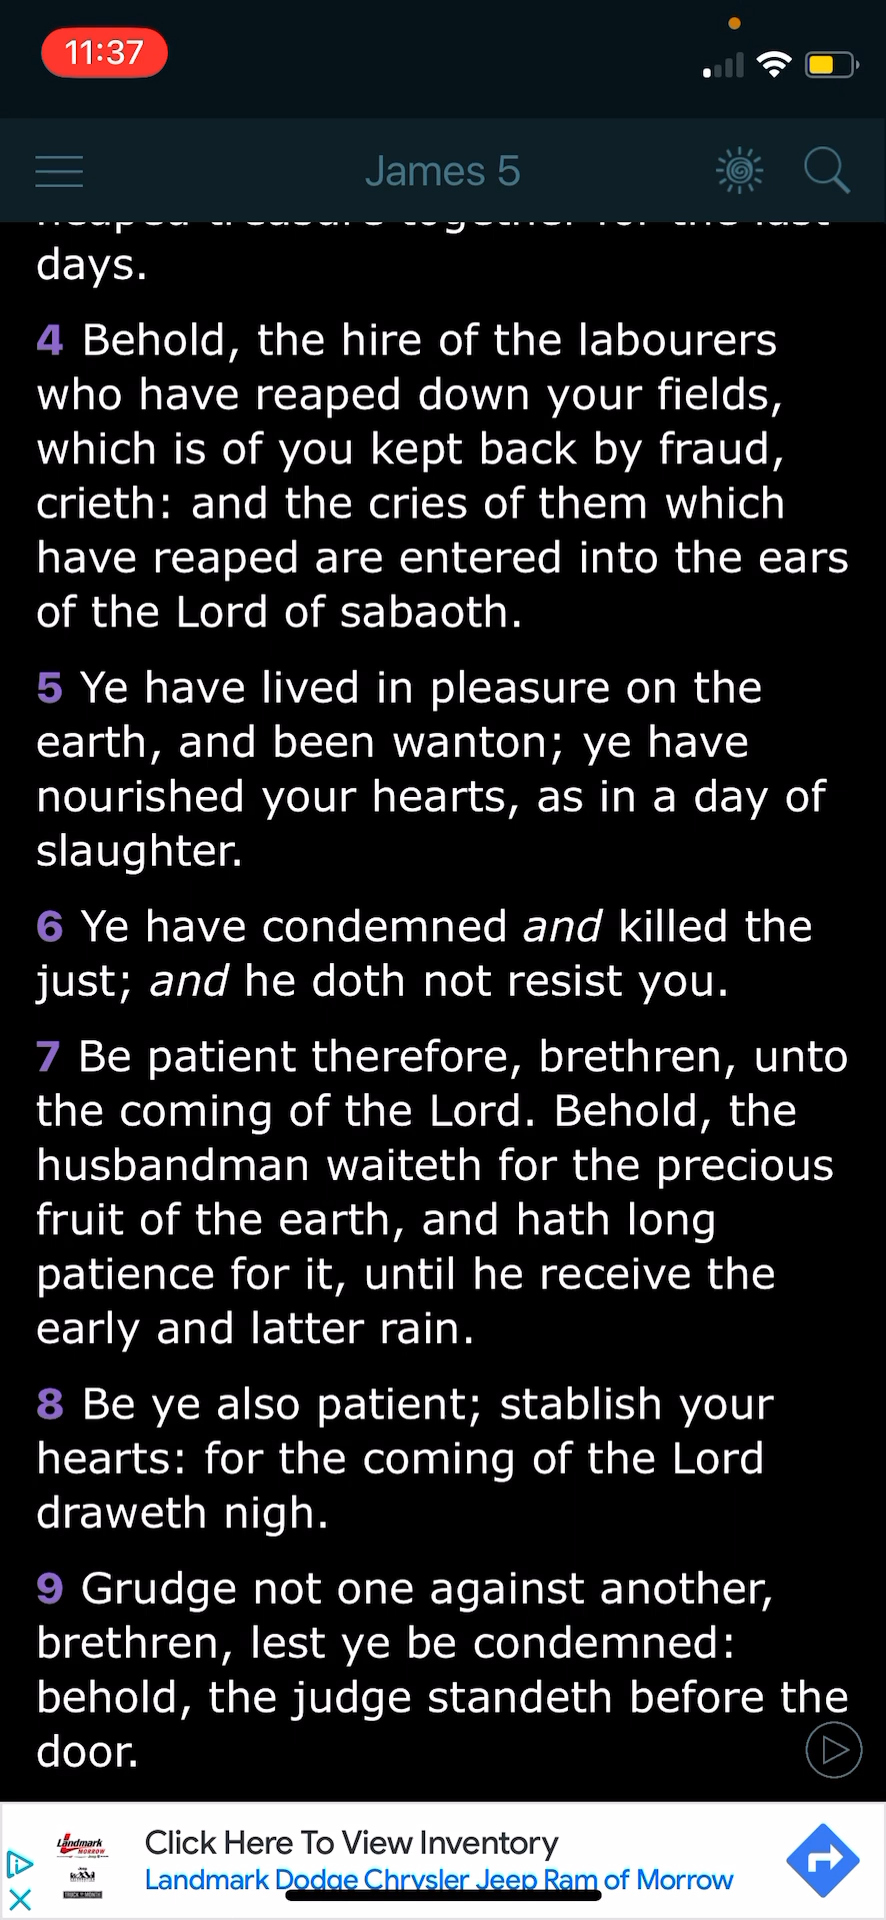 11:37
James 5
heaped treasure together for the last
days.
4 Behold, the hire of the labourers
who have reaped down your fields,
which is of you kept back by fraud,
crieth: and the cries of them which
have reaped are entered into the ears
of the Lord of sabaoth.
5 Ye have lived in pleasure on the
earth, and been wanton; ye have
nourished your hearts, as in a day of
slaughter.
6 Ye have condemned and killed the
just; and he doth not resist you.
7 Be patient therefore, brethren, unto
the coming of the Lord. Behold, the
husbandman waiteth for the precious
fruit of the earth, and hath long
patience for it, until he receive the
early and latter rain.
8 Be ye also patient; stablish your
hearts: for the coming of the Lord
draweth nigh.
9 Grudge not one against another,
brethren, lest ye be condemned:
behold, the judge standeth before the
door.
Landmark
MORROW
Click Here To View Inventory
Landmark Dodge Chrysler Jeep Ram of Morrow